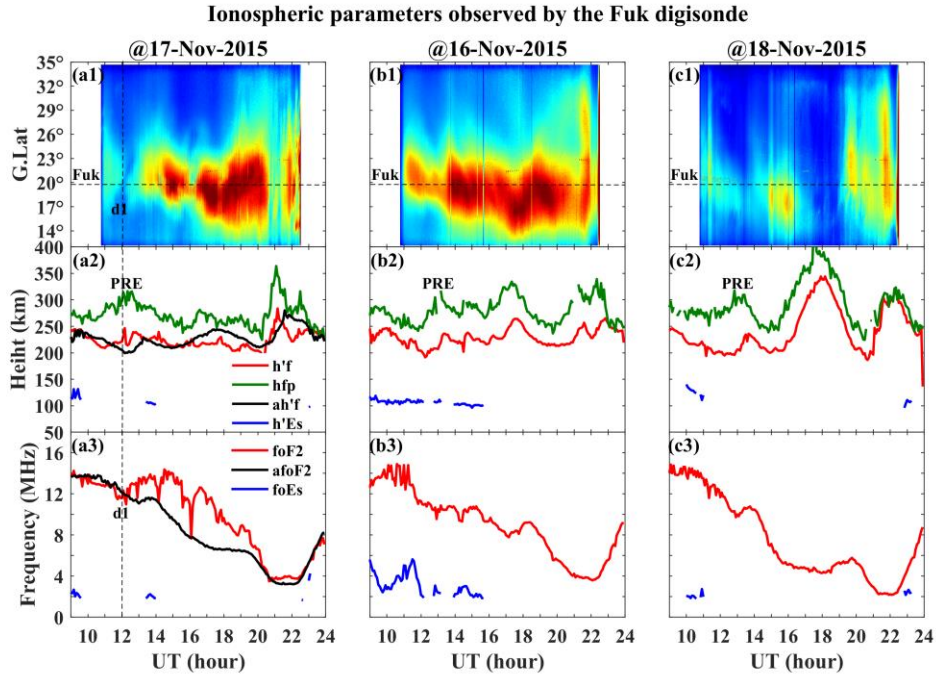 Ionospheric parameters observed by the Fuk digisonde
@17-Nov-2015 @16-Nov-2015 @18-Nov-2015
35° (a1) (b1) (c1)
32°
29°
26°
23°
20° Fuk Fuk Fuk
17° d1
14°
G.Lat
400 (a2) (b2) (c2)
350 PRE PRE PRE
300
250
200
150
100
50
Heiht (km)
h'f
hfp
ah'f
h'Es
(a3) (b3) (c3)
16
12
8
4
0
Frequency (MHz)
foF2
afoF2
foEs
d1
10 12 14 16 18 20 22 24 10 12 14 16 18 20 22 24 10 12 14 16 18 20 22 24
UT (hour) UT (hour) UT (hour)